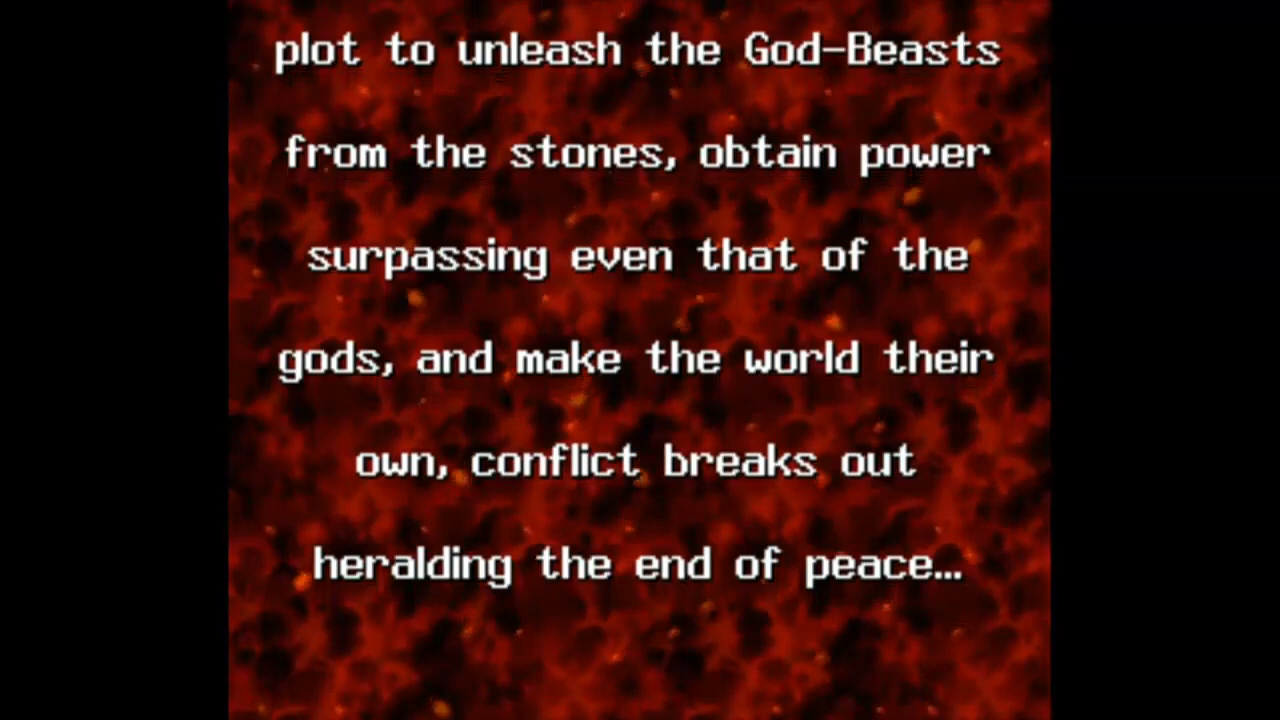 plot to unleash the God-Beasts
from the stones, obtain power
surpassing even that of the
gods, and make the world their
own, conflict breaks out
heralding the end of peace...